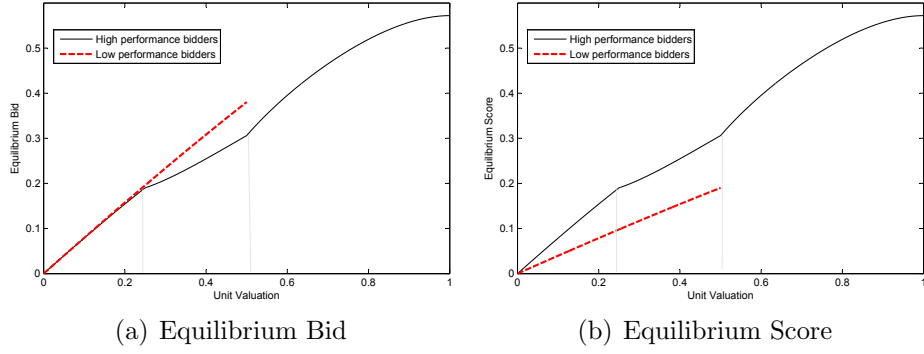 0.5
0.4
0.3
0.2
0.1
0
Equilibrium Bid
High performance bidders
Low performance bidders
0 0.2 0.4 0.6 0.8 1
Unit Valuation
(a) Equilibrium Bid
0.5
0.4
0.3
0.2
0.1
0
Equilibrium Score
High performance bidders
Low performance bidders
0 0.2 0.4 0.6 0.8 1
Unit Valuation
(b) Equilibrium Score